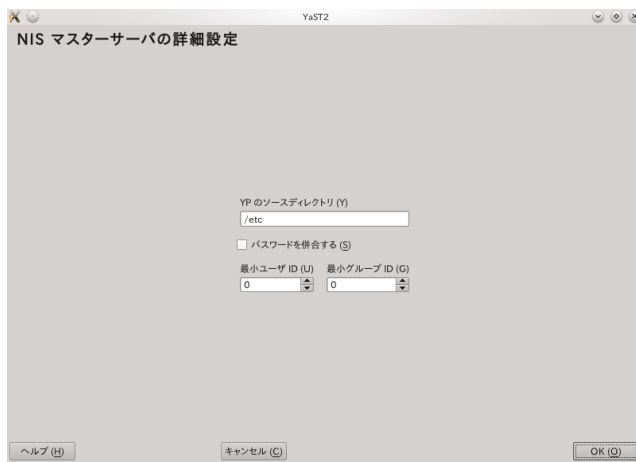 YaST2
NIS マスターサーバの詳細設定
YP のソースディレクトリ (Y)
/etc
パスワードを併合する (S)
最小ユーザ ID (U) 最小グループ ID (G)
0 0
ヘルプ (H) キャンセル (C) OK (O)